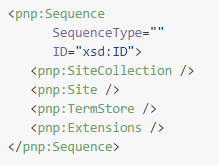 <pnp:Sequence
SequenceType=""
ID="xsd:ID">
<pnp:SiteCollection />
<pnp:Site />
<pnp:TermStore />
<pnp:Extensions />
</pnp:Sequence>